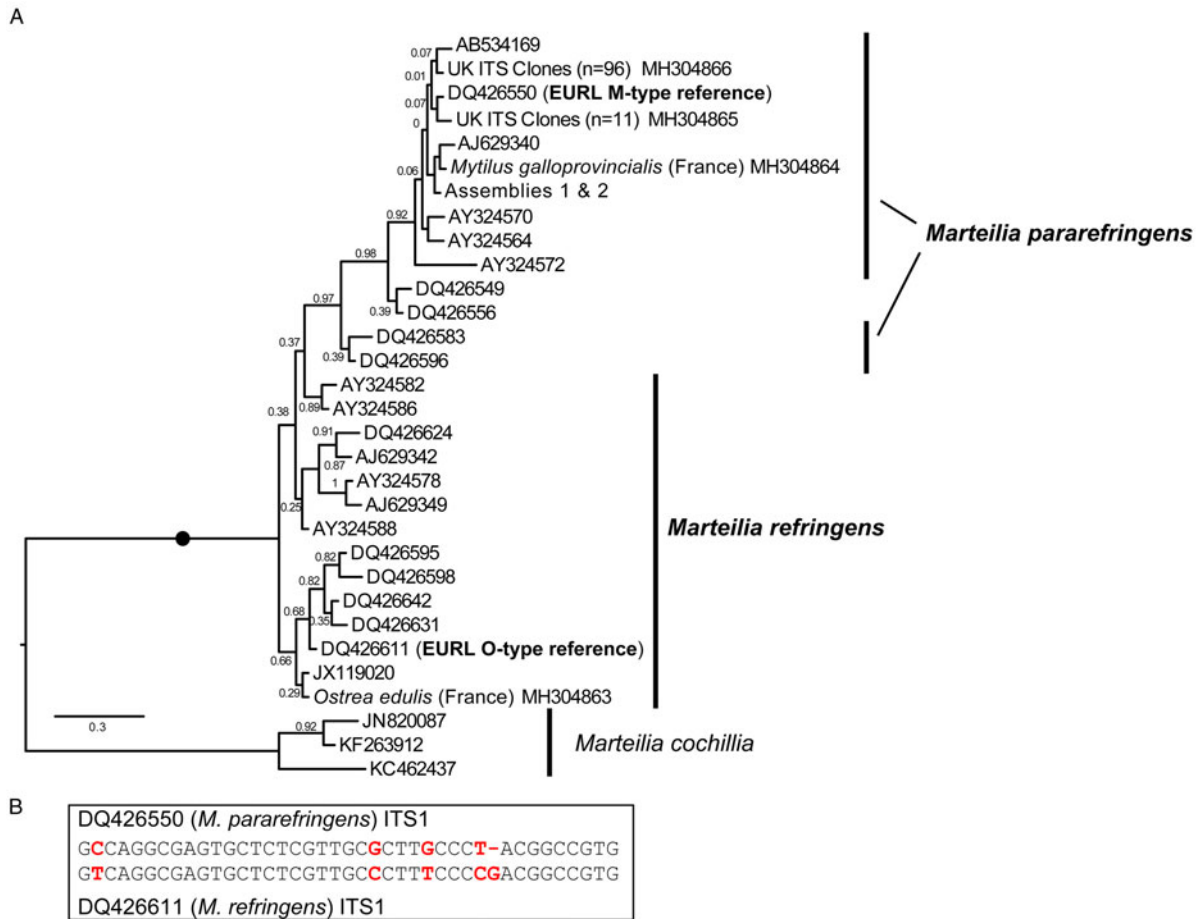 A
AB534169
0.07
UK ITS Clones (n=96) MH304866
0.01
DQ426550 (EURL M-type reference)
0.07
0
UK ITS Clones (n=11) MH304865
AJ629340
0.06
Mytilus galloprovincialis (France) MH304864
Assemblies 1 & 2
0.92
AY324570
AY324564
Marteilia pararefringens
0.98
AY324572
DQ426549
0.97
0.39
DQ426556
DQ426583
0.37
0.39
DQ426596
AY324582
0.89
AY324586
0.38
0.91
DQ426624
AJ629342
0.87
1
AY324578
0.25
AJ629349
AY324588
Marteilia refringens
0.82
DQ426595
0.82
DQ426598
DQ426642
0.68
0.35
DQ426631
DQ426611 (EURL O-type reference)
0.66
JX119020
0.29
Ostrea edulis (France) MH304863
0.3
JN820087
0.92
KF263912
Marteilia cochillia
KC462437
B
DQ426550 (M. pararefringens) ITS1
GCCAGGCGAGTGCTCTCGTTGCGCTTGCCCT-ACGGCCGTG
GTCAGGCGAGTGCTCTCGTTGCCCTTTCCCCGACGGCCGTG
DQ426611 (M. refringens) ITS1